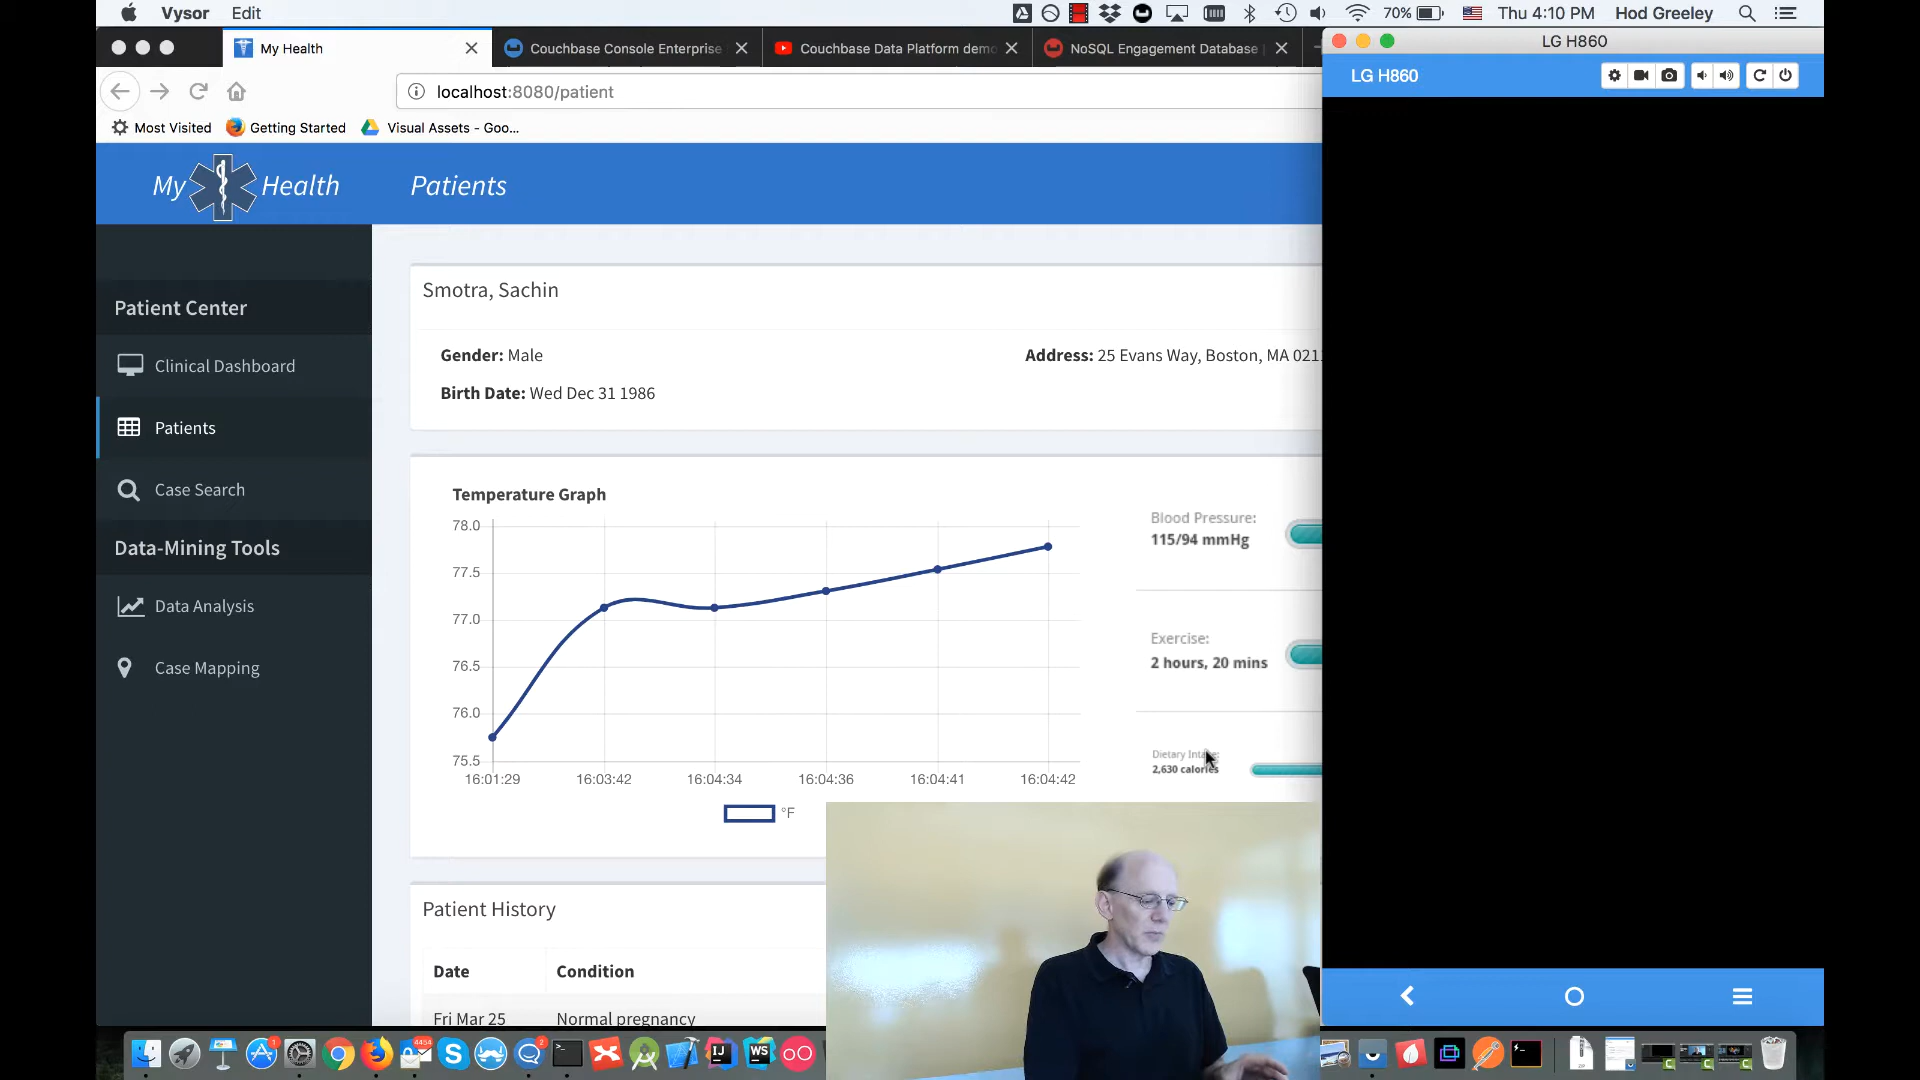 Vysor Edit
70% Thu 4:10 PM Hod Greeley
My Health
Couchbase Console Enterprise
Couchbase Data Platform demo
NoSQL Engagement Database
LG H860
LG H860
localhost:8080/patient
Most Visited Getting Started Visual Assets - Goo...
My Health Patients
Patient Center
Clinical Dashboard
Patients
Case Search
Data-Mining Tools
Data Analysis
Case Mapping
Smotra, Sachin
Gender: Male
Address: 25 Evans Way, Boston, MA 021
Birth Date: Wed Dec 31 1986
Temperature Graph
78.0
77.5
77.0
76.5
76.0
75.5
16:01:29 16:03:42 16:04:34 16:04:36 16:04:41 16:04:42
°F
Blood Pressure:
115/94 mmHg
Exercise:
2 hours, 20 mins
Dietary
2,630 calories
Patient History
Date Condition
Fri Mar 25 Normal pregnancy
1
4454
2
IJ
WS